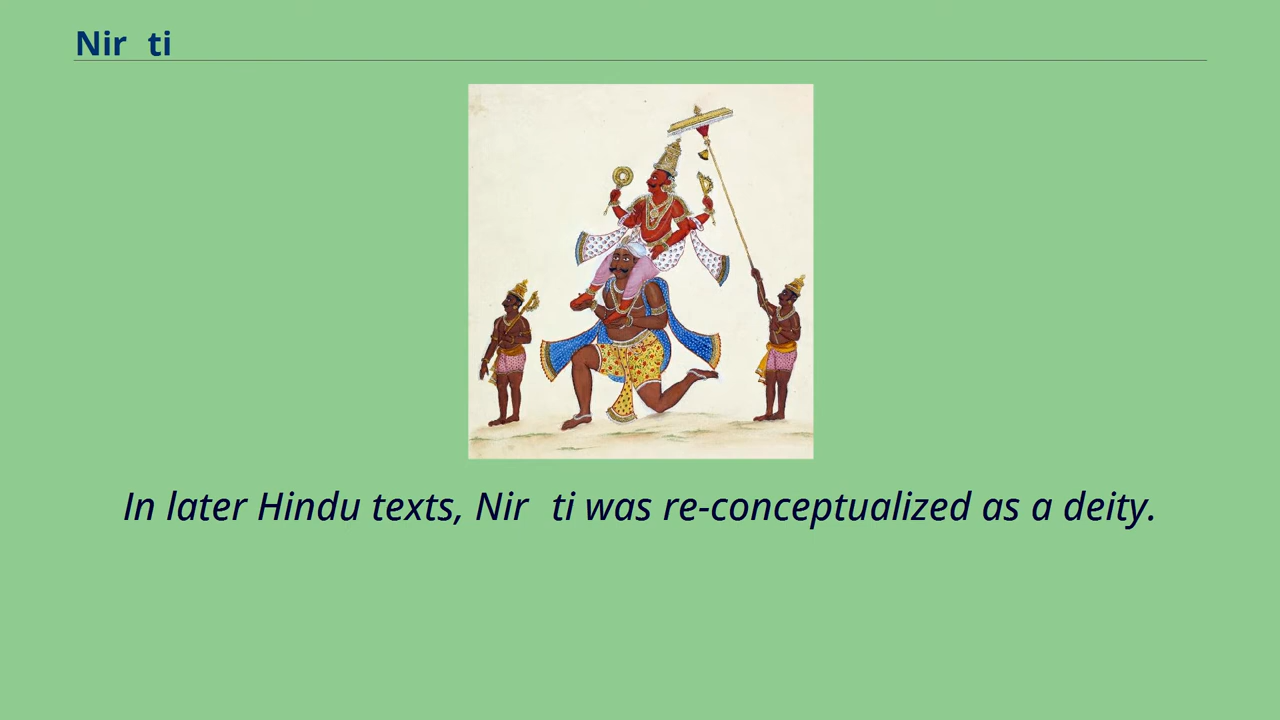 Nir ti
In later Hindu texts, Nir ti was re-conceptualized as a deity.